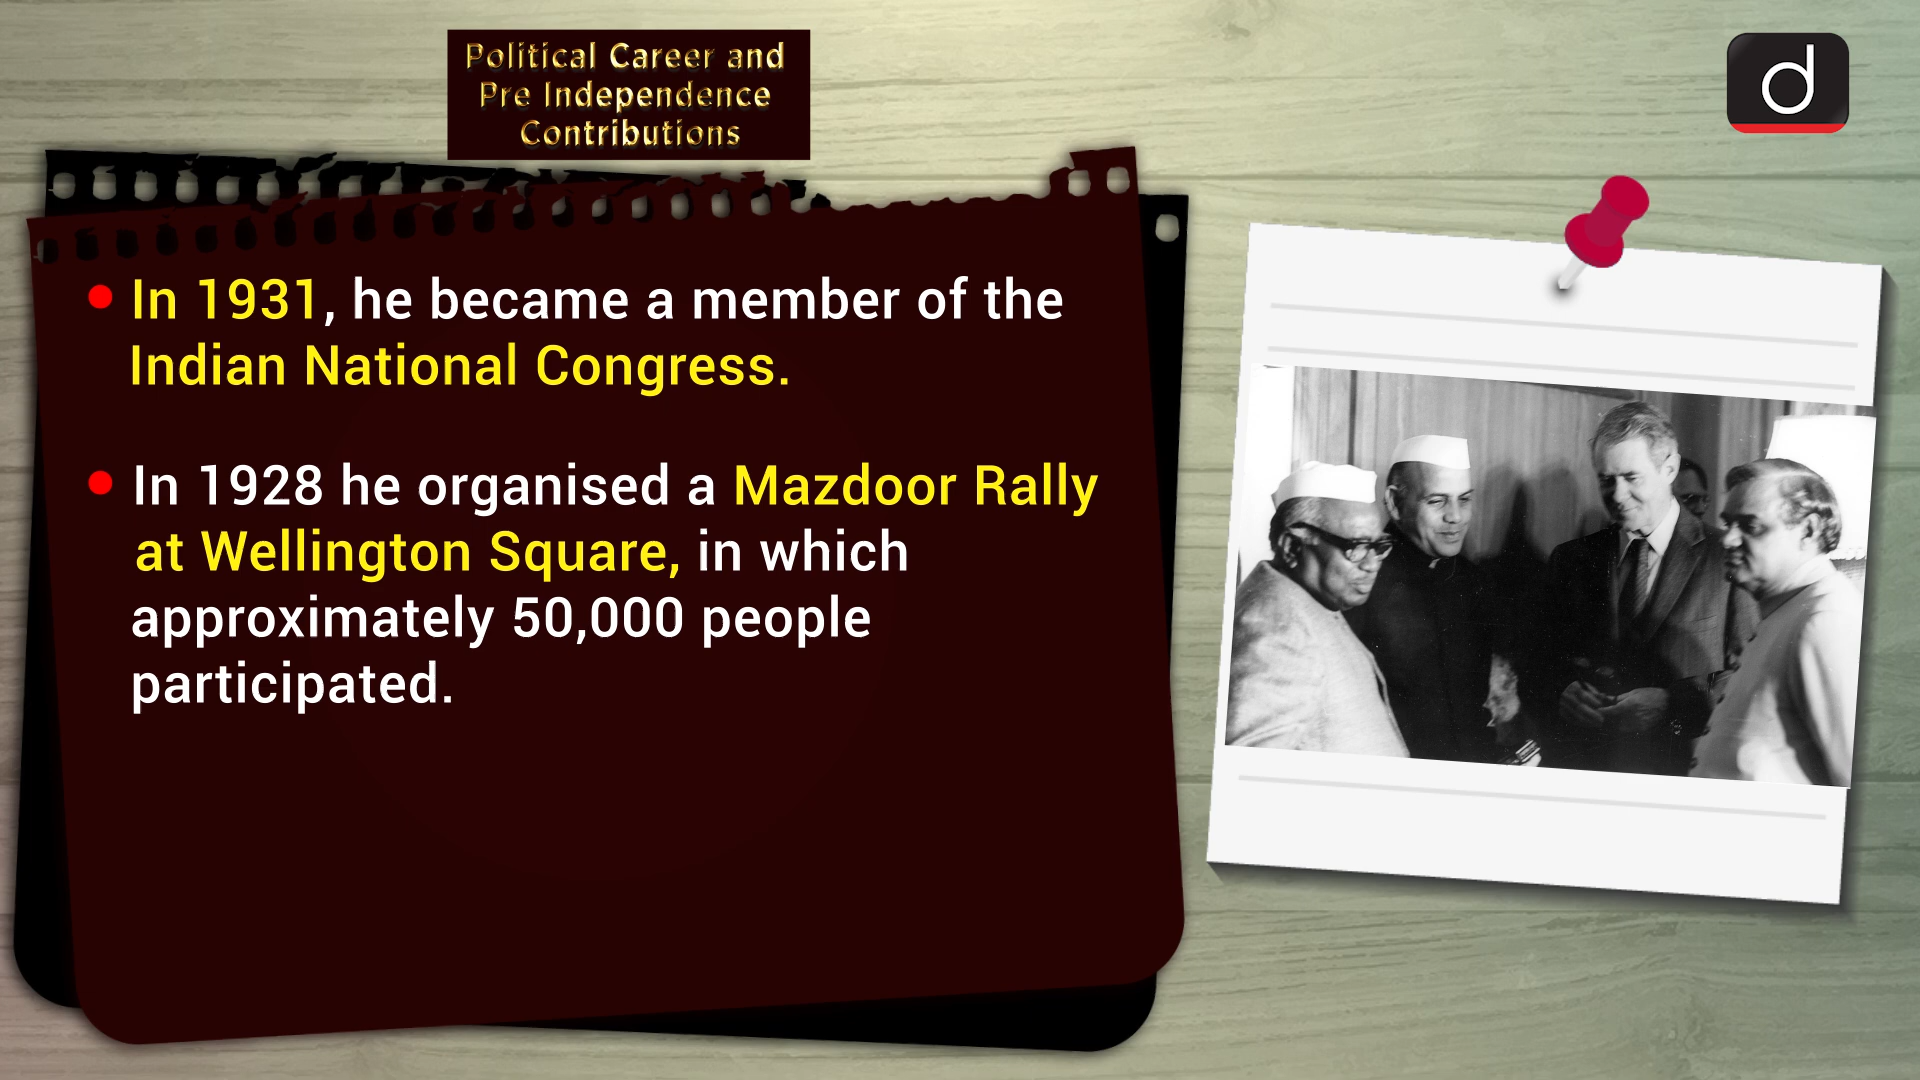 Political Career and
Pre Independence
Contributions
d
In 1931, he became a member of the
Indian National Congress.
In 1928 he organised a Mazdoor Rally
at Wellington Square, in which
approximately 50,000 people
participated.